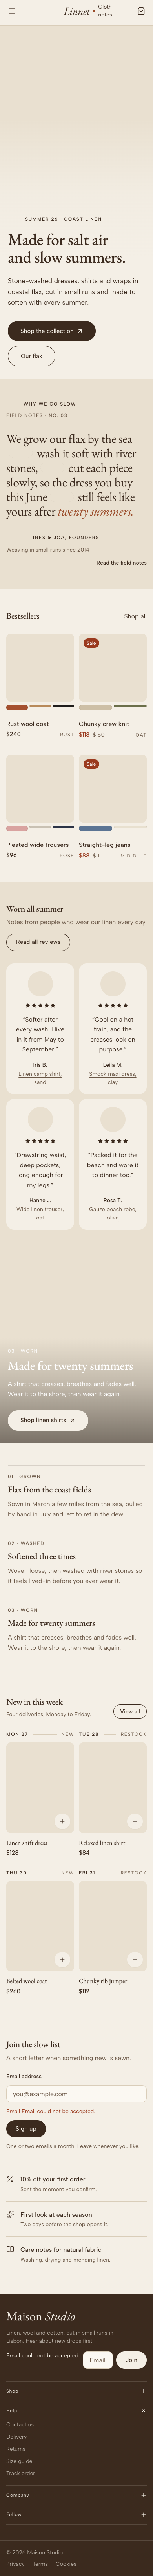 Linnet • Cloth notes
SUMMER 26 · COAST LINEN
Made for salt air
and slow summers.
Stone-washed dresses, shirts and wraps in
coastal flax, cut in small runs and made to
soften with every summer.
Shop the collection
Our flax
WHY WE GO SLOW
FIELD NOTES · NO. 03
We grow our flax by the sea
wash it soft with river
stones, cut each piece
slowly, so the dress you buy
this June still feels like
yours after twenty summers.
INES & JOA, FOUNDERS
Weaving in small runs since 2014
Read the field notes
Bestsellers
Shop all
Sale
Rust wool coat
$240 RUST
Chunky crew knit
$118 $150 OAT
Sale
Pleated wide trousers
$96 ROSE
Straight-leg jeans
$88 $110 MID BLUE
Worn all summer
Notes from people who wear our linen every day.
Read all reviews
★★★★★
"Softer after
every wash. I live
in it from May to
September."
Iris B.
Linen camp shirt,
sand
★★★★★
"Cool on a hot
train, and the
creases look on
purpose."
Leila M.
Smock maxi dress,
clay
★★★★★
"Drawstring waist,
deep pockets,
long enough for
my legs."
Hanne J.
Wide linen trouser,
oat
★★★★★
"Packed it for the
beach and wore it
to dinner too."
Rosa T.
Gauze beach robe,
olive
03 · WORN
Made for twenty summers
A shirt that creases, breathes and fades well.
Wear it to the shore, then wear it again.
Shop linen shirts
01 · GROWN
Flax from the coast fields
Sown in March a few miles from the sea, pulled
by hand in July and left to ret in the dew.
02 · WASHED
Softened three times
Woven loose, then washed with river stones so
it feels lived-in before you ever wear it.
03 · WORN
Made for twenty summers
A shirt that creases, breathes and fades well.
Wear it to the shore, then wear it again.
New in this week
Four deliveries, Monday to Friday.
View all
MON 27 NEW
TUE 28 RESTOCK
Linen shift dress
$128
Relaxed linen shirt
$84
THU 30 NEW
FRI 31 RESTOCK
Belted wool coat
$260
Chunky rib jumper
$112
Join the slow list
A short letter when something new is sewn.
Email address
you@example.com
Email Email could not be accepted.
Sign up
One or two emails a month. Leave whenever you like.
10% off your first order
Sent the moment you confirm.
First look at each season
Two days before the shop opens it.
Care notes for natural fabric
Washing, drying and mending linen.
Maison Studio
Linen, wool and cotton, cut in small runs in
Lisbon. Hear about new drops first.
Email could not be accepted.
Email
Join
Shop
Help
Contact us
Delivery
Returns
Size guide
Track order
Company
Follow
© 2026 Maison Studio
Privacy Terms Cookies